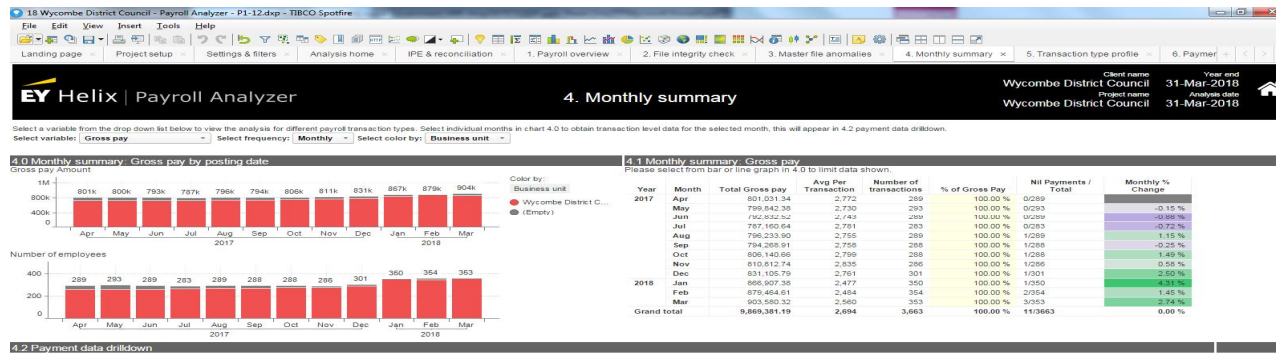 18 Wycombe District Council - Payroll Analyzer - P1-12.dxp - TIBCO Spotfire
File Edit View Insert Tools Help
Landing page Project setup Settings & filters Analysis home IPE & reconciliation 1. Payroll overview 2. File integrity check 3. Master file anomalies 4. Monthly summary 5. Transaction type profile 6. Paymer
EY Helix | Payroll Analyzer
4. Monthly summary
Client name Year end
Wycombe District Council 31-Mar-2018
Project name Analysis date
Wycombe District Council 31-Mar-2018
Select a variable from the drop down list below to view the analysis for different payroll transaction types. Select individual months in chart 4.0 to obtain transaction level data for the selected month, this will appear in 4.2 payment data drilldown.
Select variable: Gross pay Select frequency: Monthly Select color by: Business unit
4.0 Monthly summary: Gross pay by posting date
Gross pay Amount
1M
800k
400k
0
801k 800k 793k 787k 796k 794k 806k 811k 831k 867k 879k 904k
Apr May Jun Jul Aug Sep Oct Nov Dec Jan Feb Mar
2017 2018
Color by:
Business unit
Wycombe District C...
(Empty)
Number of employees
400
200
0
289 293 289 283 289 288 288 286 301 350 354 353
Apr May Jun Jul Aug Sep Oct Nov Dec Jan Feb Mar
2017 2018
4.1 Monthly summary: Gross pay
Please select from bar or line graph in 4.0 to limit data shown.
Year Month Total Gross pay Avg Per Transaction Number of transactions % of Gross Pay Nil Payments / Total Monthly % Change
2017 Apr 801,031.34 2,772 289 100.00 % 0/289
May 799,842.38 2,730 293 100.00 % 0/293 -0.15 %
Jun 792,832.52 2,743 289 100.00 % 0/289 -0.88 %
Jul 787,160.64 2,781 283 100.00 % 0/283 -0.72 %
Aug 796,233.90 2,755 289 100.00 % 1/289 1.15 %
Sep 794,268.91 2,758 288 100.00 % 1/288 -0.25 %
Oct 806,140.66 2,799 288 100.00 % 1/288 1.49 %
Nov 810,812.74 2,835 286 100.00 % 1/286 0.58 %
Dec 831,105.79 2,761 301 100.00 % 1/301 2.50 %
2018 Jan 866,907.38 2,477 350 100.00 % 1/350 4.31 %
Feb 879,464.61 2,484 354 100.00 % 2/354 1.45 %
Mar 903,580.32 2,560 353 100.00 % 3/353 2.74 %
Grand total 9,869,381.19 2,694 3,663 100.00 % 11/3663 0.00 %
4.2 Payment data drilldown